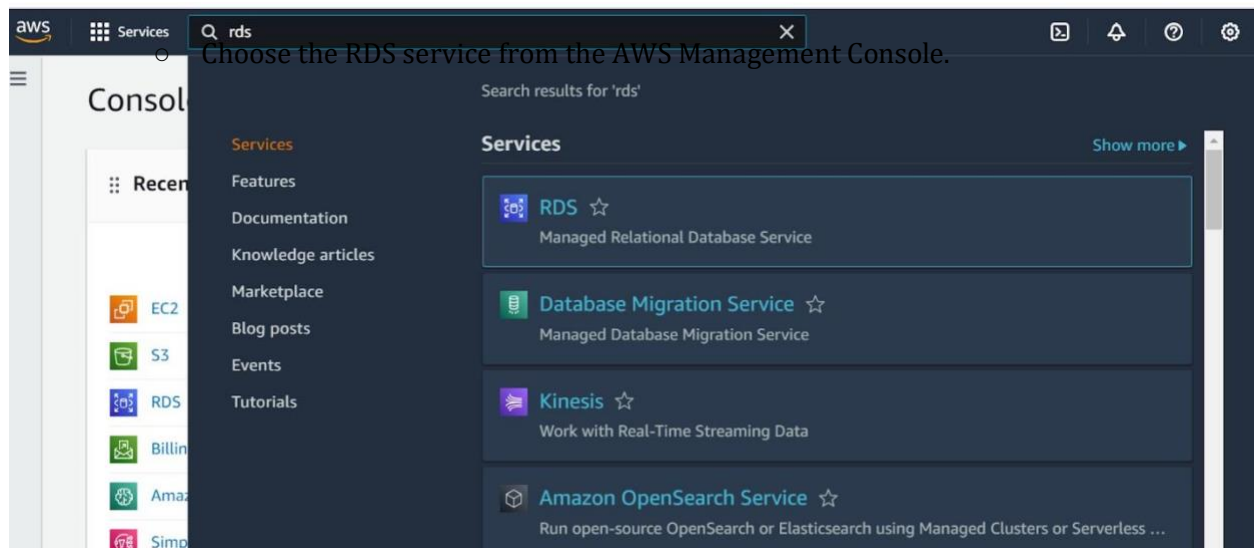 aws
Services
rds
Choose the RDS service from the AWS Management Console.
Consol
Recen
EC2
S3
RDS
Billin
Amaz
Simp
Services
Features
Documentation
Knowledge articles
Marketplace
Blog posts
Events
Tutorials
Search results for 'rds'
Services
Show more
RDS
Managed Relational Database Service
Database Migration Service
Managed Database Migration Service
Kinesis
Work with Real-Time Streaming Data
Amazon OpenSearch Service
Run open-source OpenSearch or Elasticsearch using Managed Clusters or Serverless ...